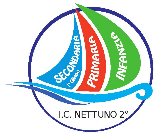 SECONDARIA
PRIMARIA
INFANZIA
I.C. NETTUNO 2°